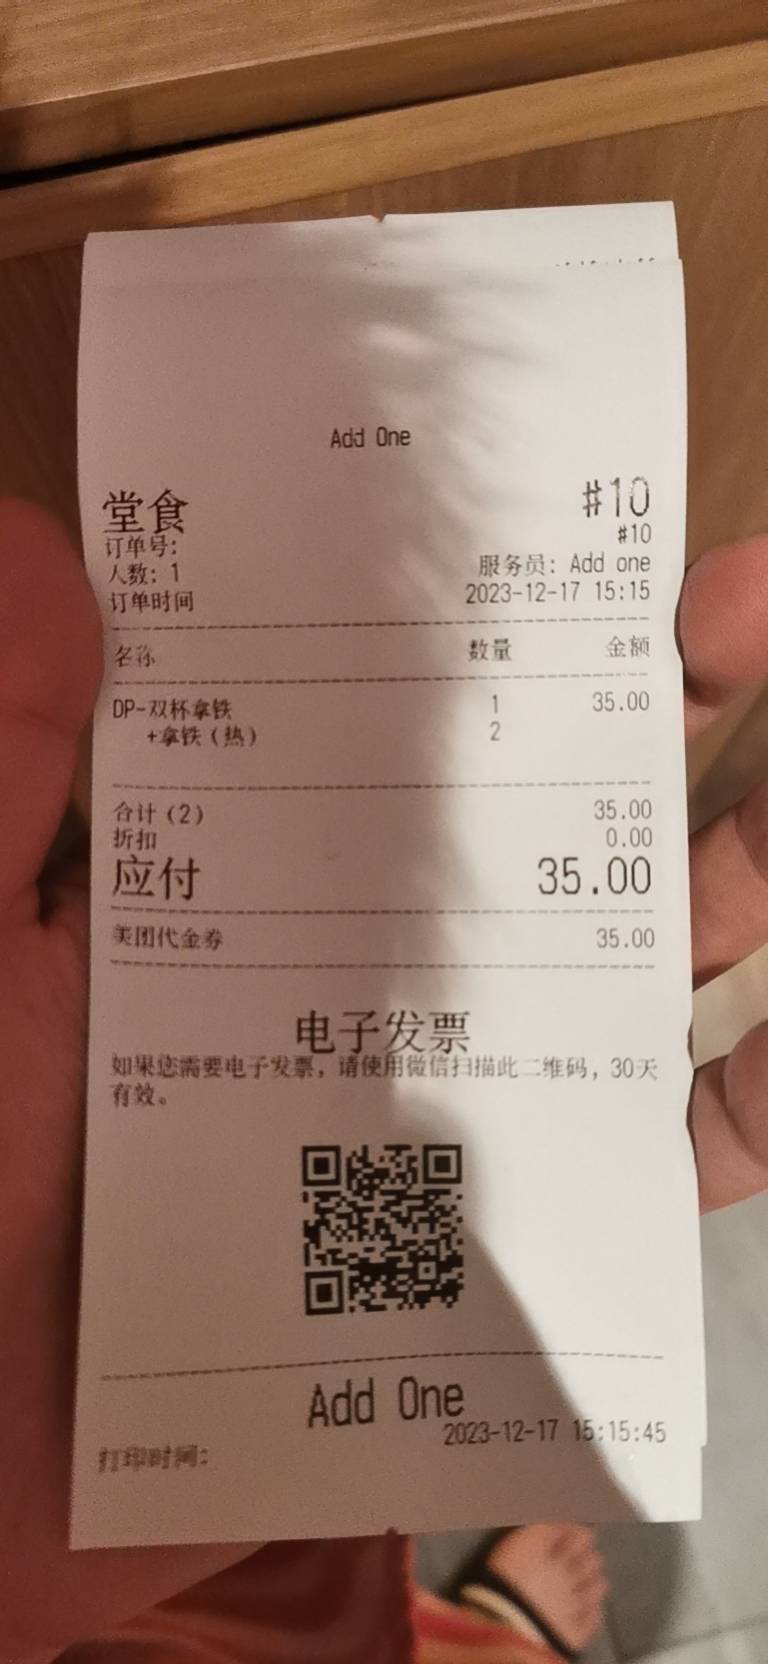 Add One
堂食 #10
订单号: #10
人数: 1 服务员: Add one
订单时间 2023-12-17 15:15
名称 数量 金额
DP-双杯拿铁 1 35.00
+拿铁(热) 2
合计(2) 35.00
折扣 0.00
应付 35.00
美团代金券 35.00
电子发票
如果您需要电子发票, 请使用微信扫描此二维码, 30天
有效。
Add One
打印时间: 2023-12-17 15:15:45